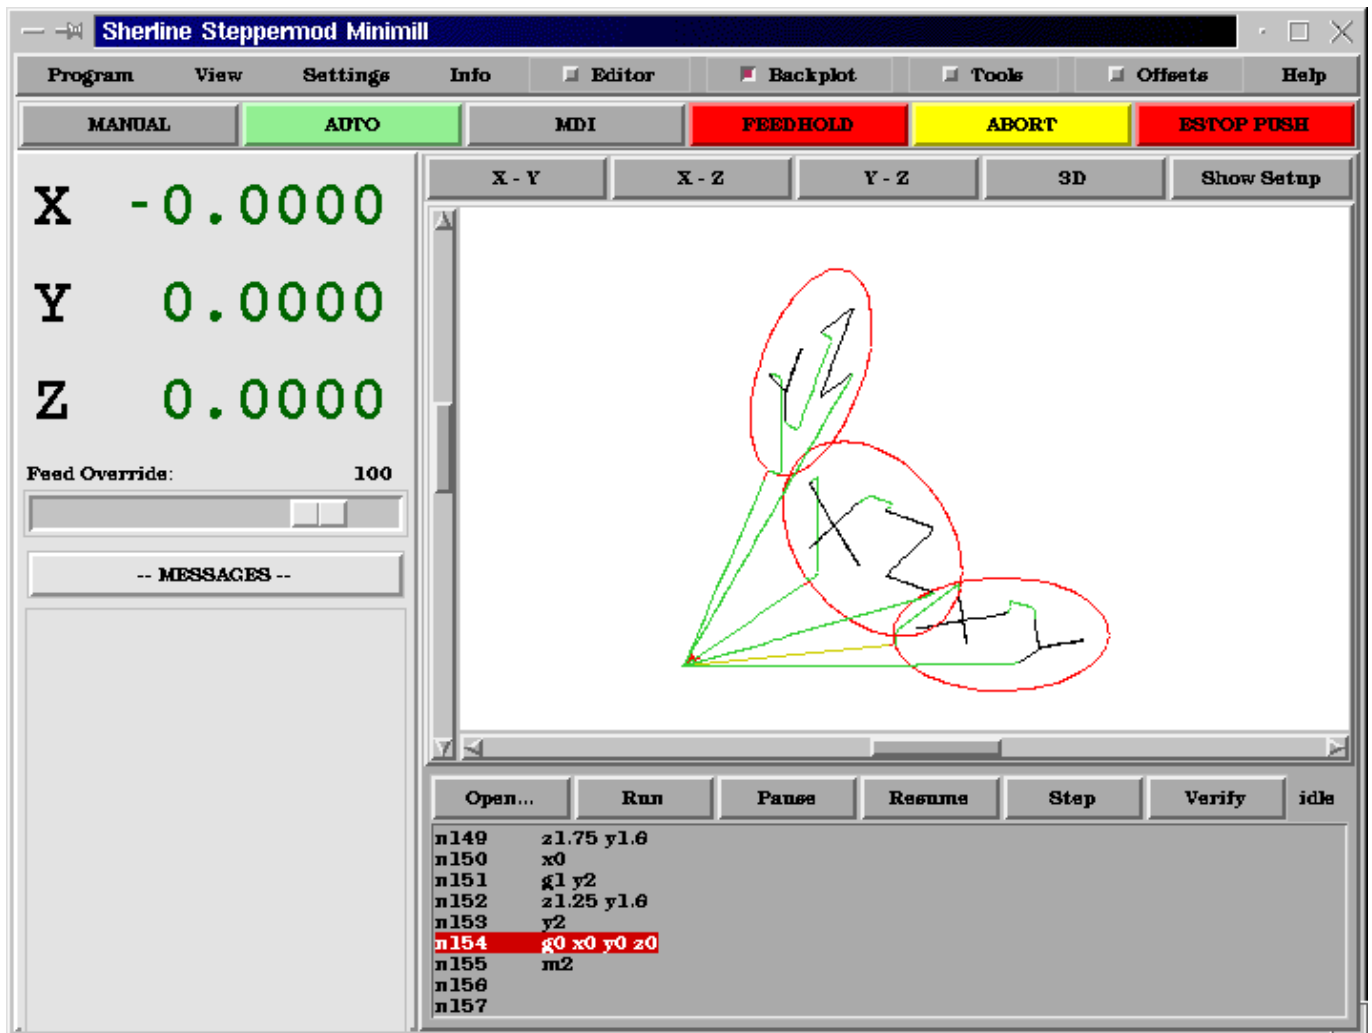 Sherline Steppermod Minimill
Program View Settings Info Editor Backplot Tools Offsets Help
MANUAL AUTO MDI FEEDHOLD ABORT ESTOP PUSH
X - Y X - Z Y - Z 3D Show Setup
X -0.0000
Y 0.0000
Z 0.0000
Feed Override: 100
-- MESSAGES --
YZ
XZ
XY
Open... Run Pause Resume Step Verify idle
n149 z1.75 y1.6
n150 x0
n151 g1 y2
n152 z1.25 y1.6
n153 y2
n154 g0 x0 y0 z0
n155 m2
n156
n157